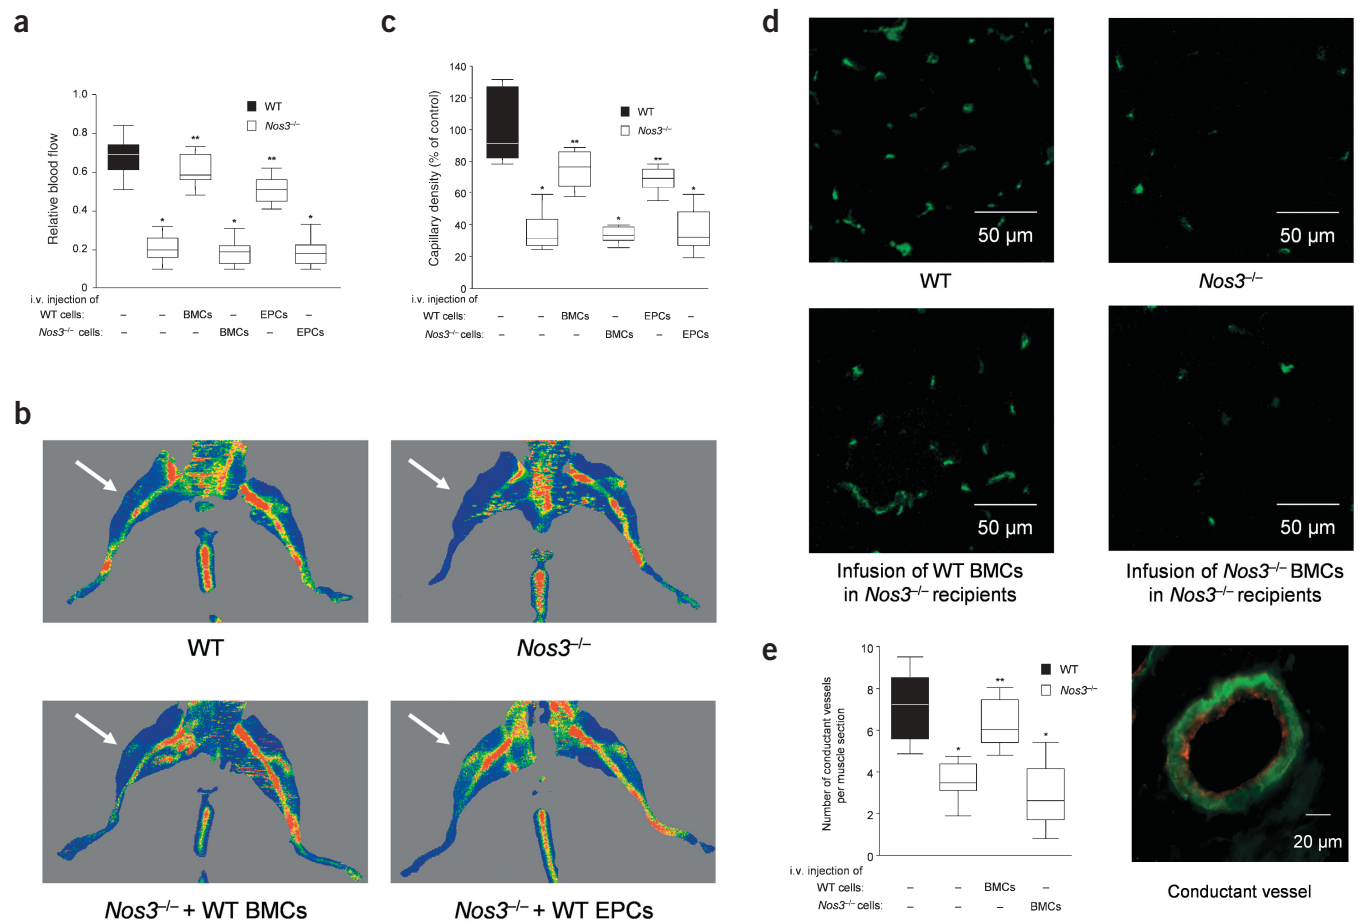 a
Relative blood flow
1.0
0.8
0.6
0.4
0.2
0
WT
Nos3–/–
**
**
*
*
*
i.v. injection of
WT cells: – – BMCs – EPCs –
Nos3–/– cells: – – – BMCs – EPCs
c
Capillary density (% of control)
140
120
100
80
60
40
20
0
WT
Nos3–/–
**
**
*
*
*
WT cells: – – BMCs – EPCs –
Nos3–/– cells: – – – BMCs – EPCs
d
50 µm
WT
50 µm
Nos3–/–
50 µm
Infusion of WT BMCs
in Nos3–/– recipients
50 µm
Infusion of Nos3–/– BMCs
in Nos3–/– recipients
b
WT
Nos3–/–
Nos3–/– + WT BMCs
Nos3–/– + WT EPCs
e
Number of conductant vessels
per muscle section
10
8
6
4
2
0
WT
Nos3–/–
**
*
*
i.v. injection of
WT cells: – – BMCs –
Nos3–/– cells: – – – BMCs
20 µm
Conductant vessel